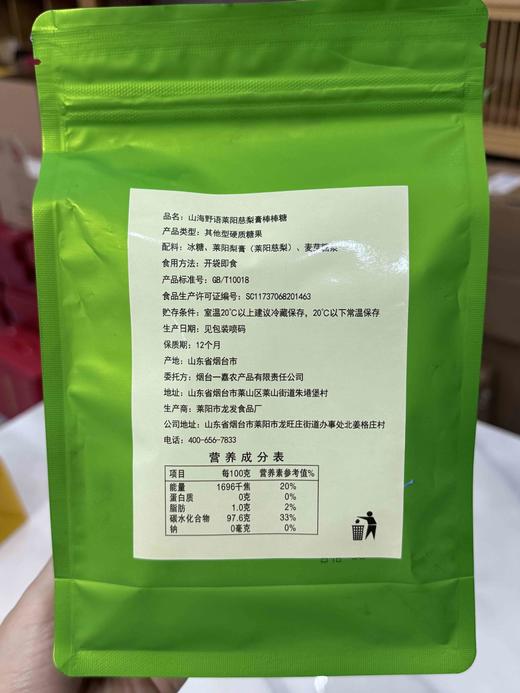 品名：山海野语莱阳慈梨膏棒棒糖
产品类型：其他型硬质糖果
配料：冰糖、莱阳梨膏（莱阳慈梨）、麦芽糖浆
食用方法：开袋即食
产品标准号：GB/T10018
食品生产许可证编号：SC11737068201463
贮存条件：室温20℃以上建议冷藏保存，20℃以下常温保存
生产日期：见包装喷码
保质期：12个月
产地：山东省烟台市
委托方：烟台一嘉农产品有限责任公司
地址：山东省烟台市莱山区莱山街道朱塂堡村
生产商：莱阳市龙发食品厂
公司地址：山东省烟台市莱阳市龙旺庄街道办事处北姜格庄村
电话：400-656-7833
营养成分表
项目 每100克 营养素参考值%
能量 1696千焦 20%
蛋白质 0克 0%
脂肪 1.0克 2%
碳水化合物 97.6克 33%
钠 0毫克 0%